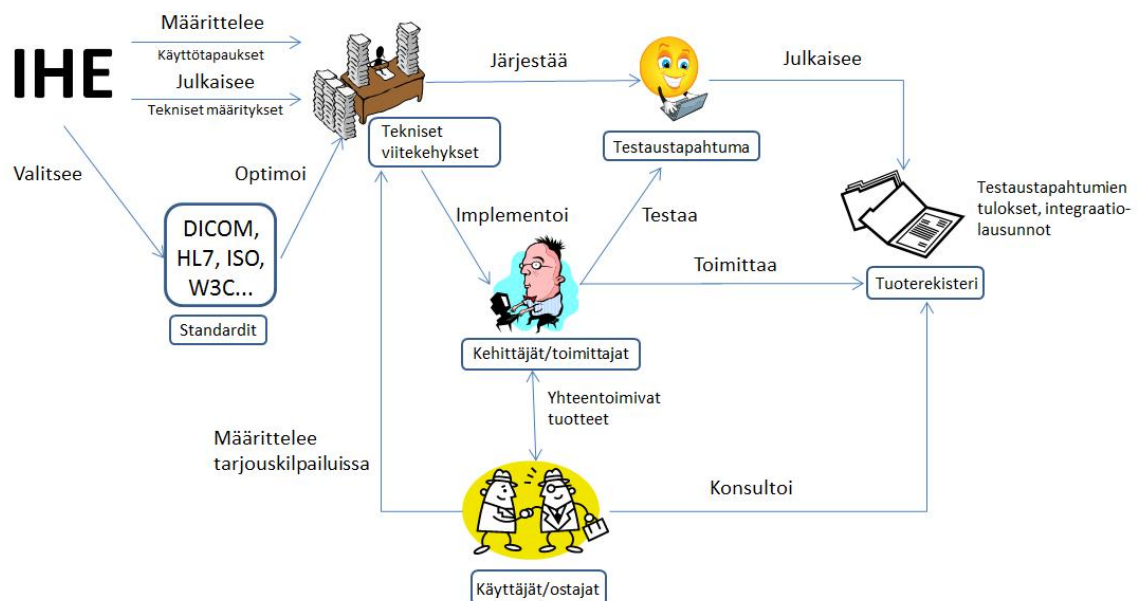 IHE
Määrittelee
Käyttötapaukset
Julkaisee
Tekniset määritykset
Järjestää
Julkaisee
Tekniset
viitekehykset
Testaustapahtuma
Valitsee
Optimoi
Testaustapahtumien
tulokset, integraatio-
lausunnot
DICOM,
HL7, ISO,
W3C...
Implementoi
Testaa
Toimittaa
Tuoterekisteri
Standardit
Kehittäjät/toimittajat
Yhteentoimivat
tuotteet
Määrittelee
tarjouskilpailuissa
Konsultoi
Käyttäjät/ostajat